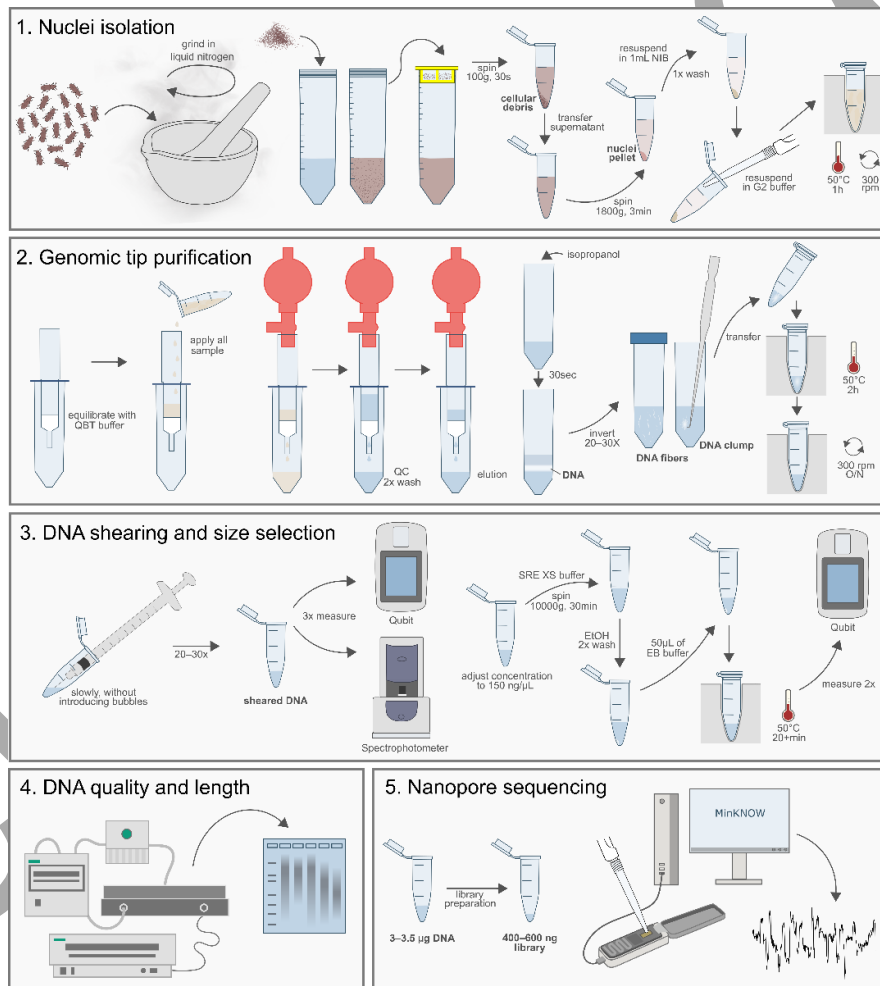 1. Nuclei isolation
grind in
liquid nitrogen
spin
100g, 30s
cellular
debris
transfer
supernatant
spin
1800g, 3min
nuclei
pellet
resuspend
in 1mL NIB
1x wash
resuspend
in G2 buffer
50°C
1h
300
rpm
2. Genomic tip purification
equilibrate with
QBT buffer
apply all
sample
QC
2x wash
elution
isopropanol
30sec
DNA
invert
20–30X
DNA fibers
DNA clump
transfer
50°C
2h
300 rpm
O/N
3. DNA shearing and size selection
slowly, without
introducing bubbles
20–30x
sheared DNA
3x measure
Qubit
Spectrophotometer
adjust concentration
to 150 ng/µL
SRE XS buffer
spin
10000g, 30min
EtOH
2x wash
50µL of
EB buffer
50°C
20+min
measure 2x
Qubit
4. DNA quality and length
5. Nanopore sequencing
3–3.5 µg DNA
library
preparation
400–600 ng
library
MinKNOW